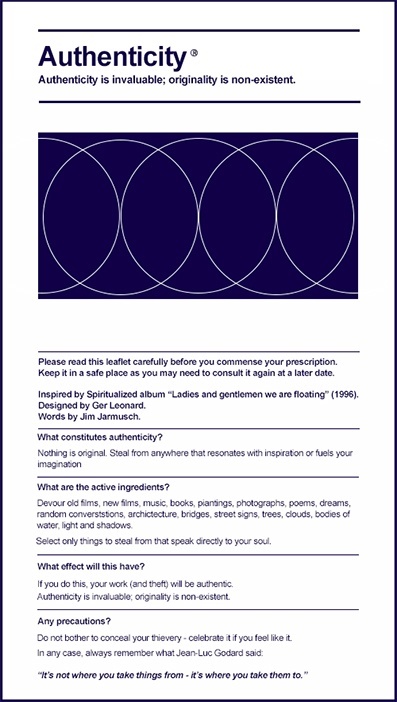 Authenticity ®
Authenticity is invaluable; originality is non-existent.
Please read this leaflet carefully before you commense your prescription.
Keep it in a safe place as you may need to consult it again at a later date.
Inspired by Spiritualized album “Ladies and gentlemen we are floating” (1996).
Designed by Ger Leonard.
Words by Jim Jarmusch.
What constitutes authenticity?
Nothing is original. Steal from anywhere that resonates with inspiration or fuels your
imagination
What are the active ingredients?
Devour old films, new films, music, books, piantings, photographs, poems, dreams,
random converststions, archictecture, bridges, street signs, trees, clouds, bodies of
water, light and shadows.
Select only things to steal from that speak directly to your soul.
What effect will this have?
If you do this, your work (and theft) will be authentic.
Authenticity is invaluable; originality is non-existent.
Any precautions?
Do not bother to conceal your thievery - celebrate it if you feel like it.
In any case, always remember what Jean-Luc Godard said:
“It's not where you take things from - it's where you take them to.”